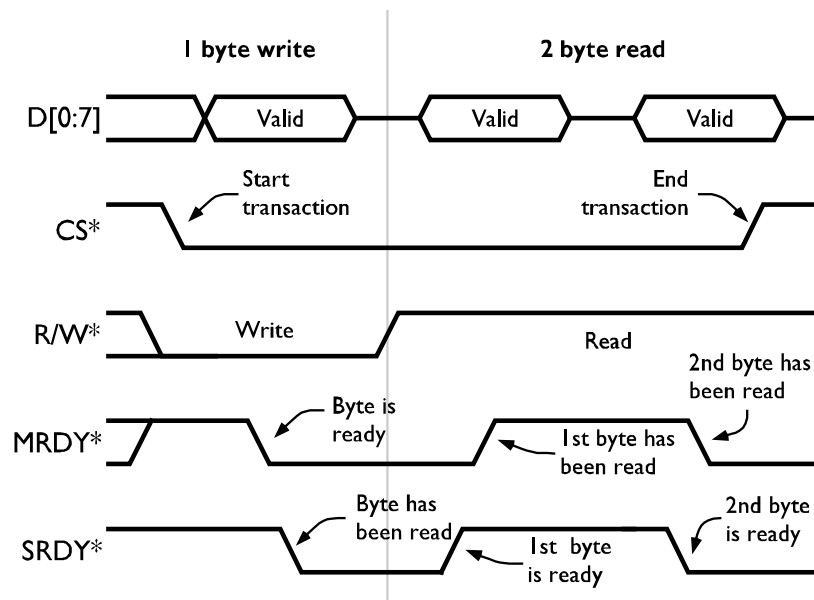 1 byte write
2 byte read
D[0:7]
Valid
Valid
Valid
Start
transaction
End
transaction
CS*
R/W*
Write
Read
MRDY*
Byte is
ready
1st byte has
been read
2nd byte has
been read
SRDY*
Byte has
been read
1st byte
is ready
2nd byte
is ready